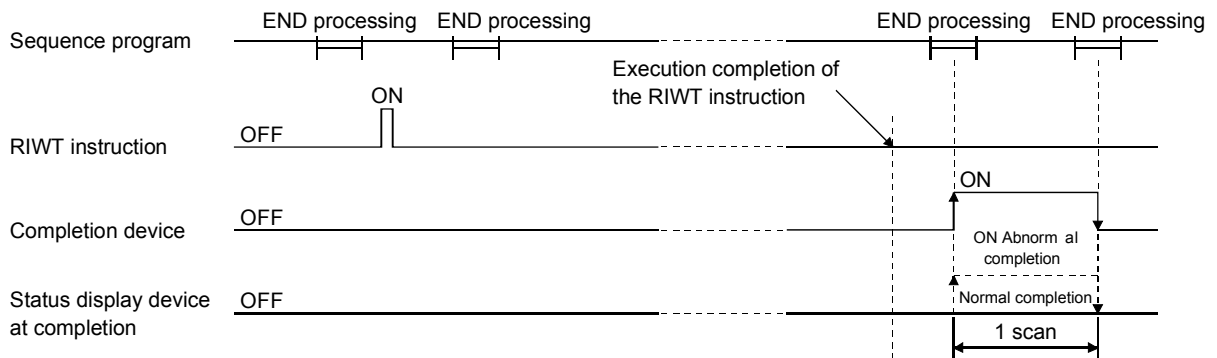 END processing END processing END processing END processing
Sequence program
Execution completion of
the RIWT instruction
ON
RIWT instruction OFF
ON
Completion device OFF
ON Abnorm al
completion
Status display device
at completion
OFF
Normal completion
1 scan